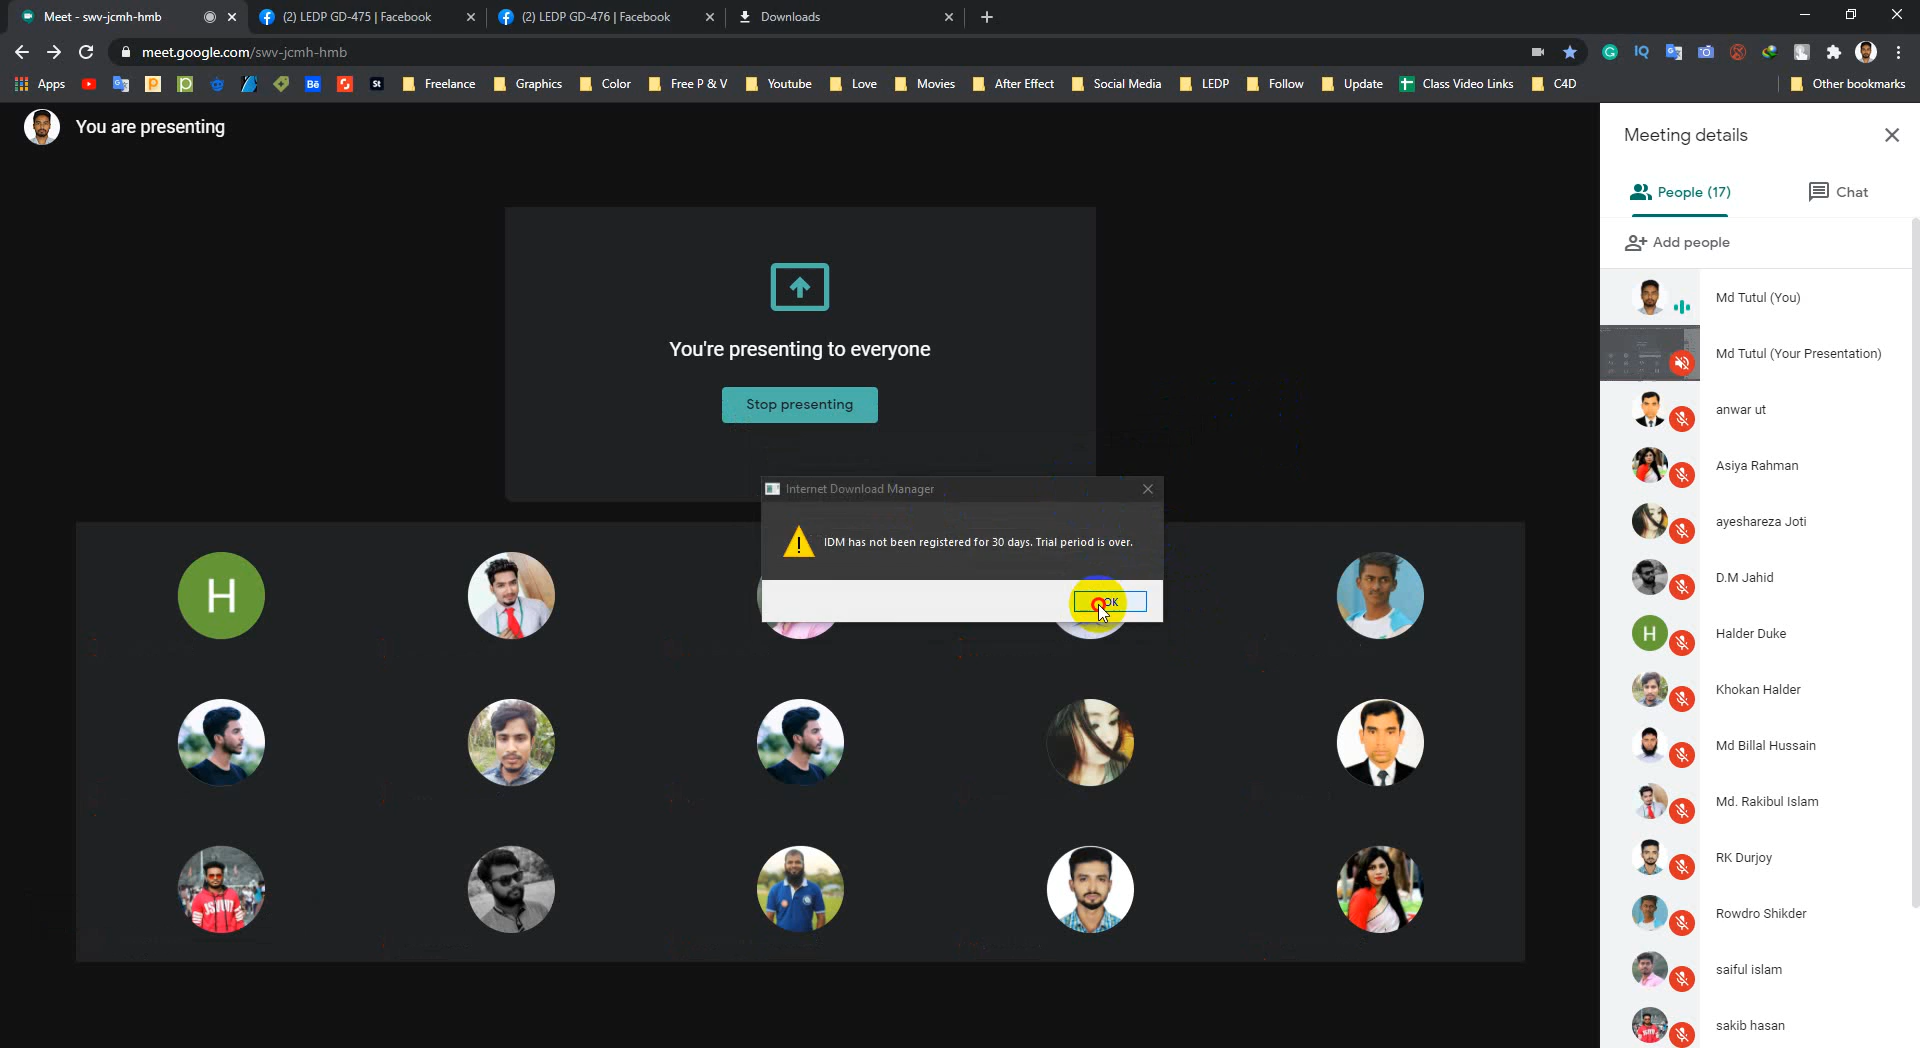 Meet - swv-jcmh-hmb
(2) LEDP GD-475 | Facebook
(2) LEDP GD-476 | Facebook
Downloads
meet.google.com/swv-jcmh-hmb
Apps
Bē
St
Freelance
Graphics
Color
Free P & V
Youtube
Love
Movies
After Effect
Social Media
LEDP
Follow
Update
Class Video Links
C4D
Other bookmarks
You are presenting
You're presenting to everyone
Stop presenting
Internet Download Manager
IDM has not been registered for 30 days. Trial period is over.
OK
H
Meeting details
People (17)
Chat
Add people
Md Tutul (You)
Md Tutul (Your Presentation)
anwar ut
Asiya Rahman
ayeshareza Joti
D.M Jahid
H
Halder Duke
Khokan Halder
Md Billal Hussain
Md. Rakibul Islam
RK Durjoy
Rowdro Shikder
saiful islam
sakib hasan